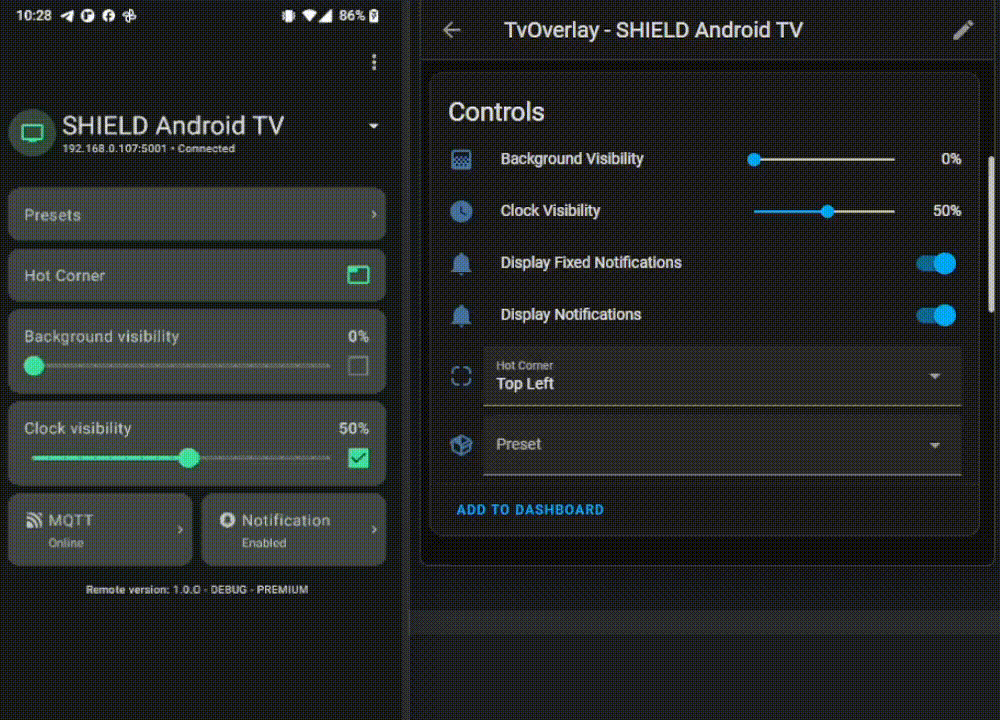 10:28
86%
SHIELD Android TV
192.168.0.107:5001 • Connected
Presets
Hot Corner
Background visibility 0%
Clock visibility 50%
MQTT
Online
Notification
Enabled
Remote version: 1.0.0 - DEBUG - PREMIUM
TvOverlay - SHIELD Android TV
Controls
Background Visibility 0%
Clock Visibility 50%
Display Fixed Notifications
Display Notifications
Hot Corner
Top Left
Preset
ADD TO DASHBOARD